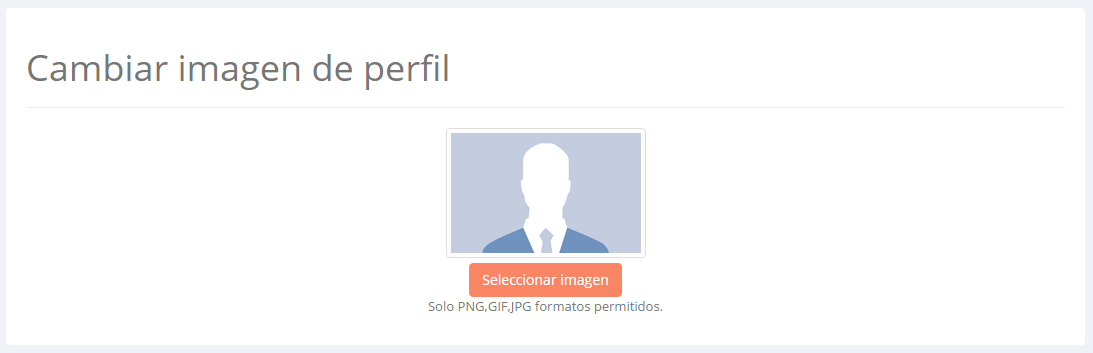 Cambiar imagen de perfil
Seleccionar imagen
Solo PNG,GIF,JPG formatos permitidos.